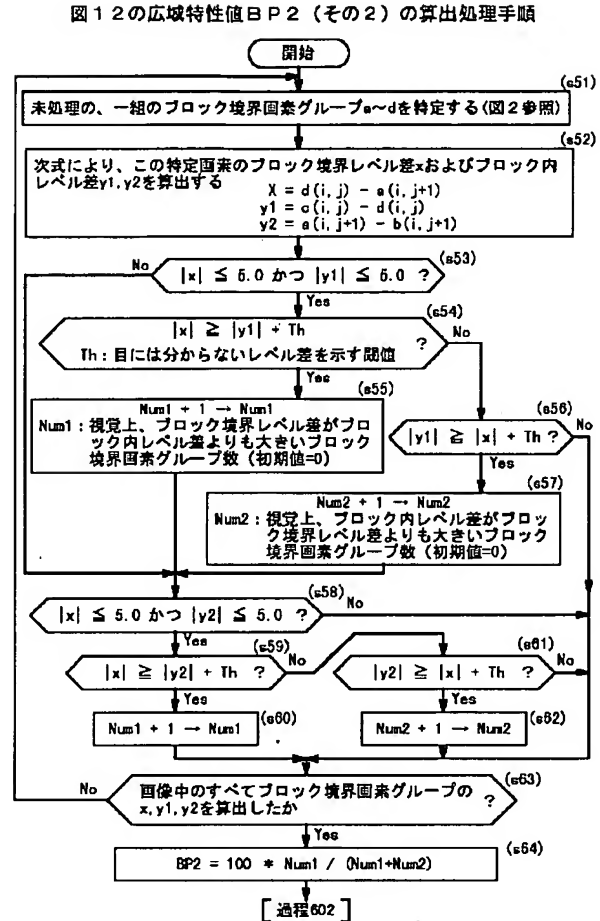 図12の広域特性値BP2（その2）の算出処理手順
開始
(s51)
未処理の、一組のブロック境界画素グループa～dを特定する(図2参照)
(s52)
次式により、この特定画素のブロック境界レベル差xおよびブロック内
レベル差y1,y2を算出する
X = d(i, j) - a(i, j+1)
y1 = c(i, j) - d(i, j)
y2 = a(i, j+1) - b(i, j+1)
(s53)
No
|x| ≦ 5.0 かつ |y1| ≦ 5.0 ?
Yes
(s54)
|x| ≧ |y1| + Th
Th：目には分からないレベル差を示す閾値
?
No
Yes
(s55)
Num1 + 1 → Num1
Num1：視覚上、ブロック境界レベル差がブロ
ック内レベル差よりも大きいブロック
境界画素グループ数（初期値=0）
(s56)
|y1| ≧ |x| + Th ?
No
Yes
(s57)
Num2 + 1 → Num2
Num2：視覚上、ブロック内レベル差がブロッ
ク境界レベル差よりも大きいブロック
境界画素グループ数（初期値=0）
(s58)
|x| ≦ 5.0 かつ |y2| ≦ 5.0 ?
No
Yes
(s59)
|x| ≧ |y2| + Th ?
No
(s61)
|y2| ≧ |x| + Th ?
No
Yes
Yes
(s60)
Num1 + 1 → Num1
(s62)
Num2 + 1 → Num2
(s63)
No
画像中のすべてブロック境界画素グループの
x,y1,y2を算出したか
?
Yes
(s64)
BP2 = 100 * Num1 / (Num1+Num2)
[過程602]